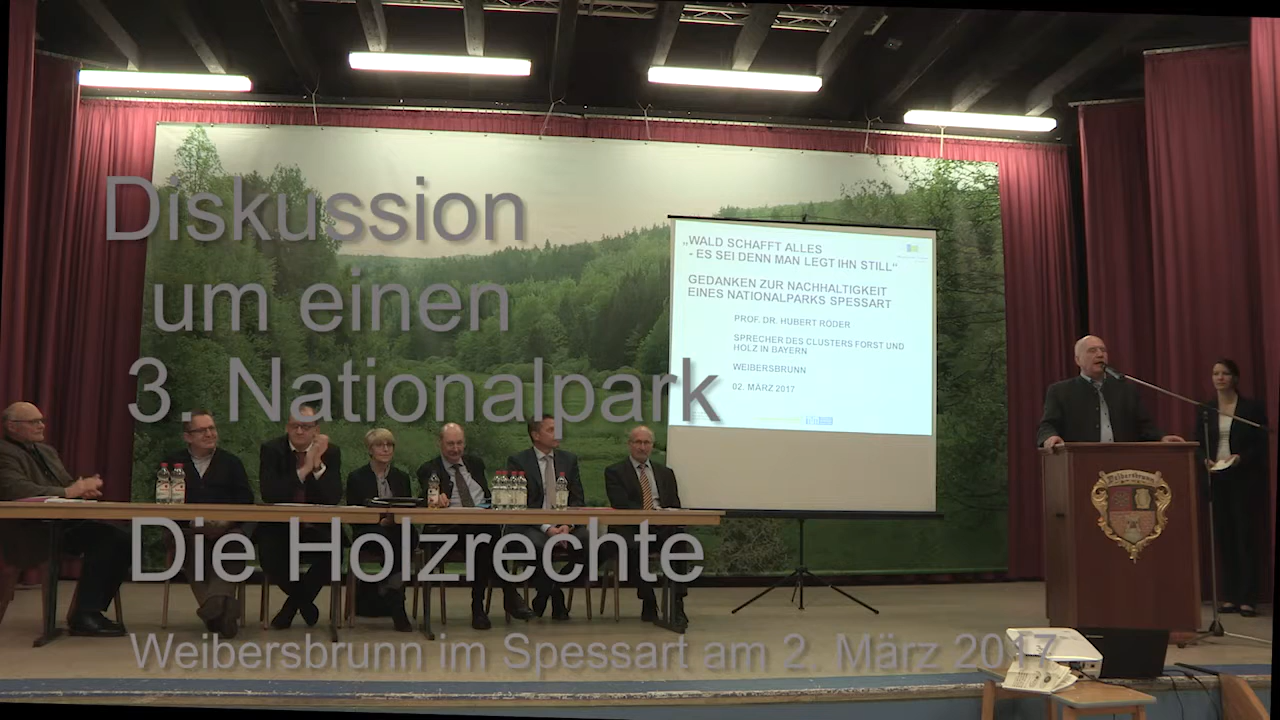 Diskussion
um einen
3. Nationalpark
Die Holzrechte
Weibersbrunn im Spessart am 2. März 2017
„WALD SCHAFFT ALLES
- ES SEI DENN MAN LEGT IHN STILL“
GEDANKEN ZUR NACHHALTIGKEIT
EINES NATIONALPARKS SPESSART
PROF. DR. HUBERT RÖDER
SPRECHER DES CLUSTERS FORST UND
HOLZ IN BAYERN
WEIBERSBRUNN
02. MÄRZ 2017
Weibersbrunn